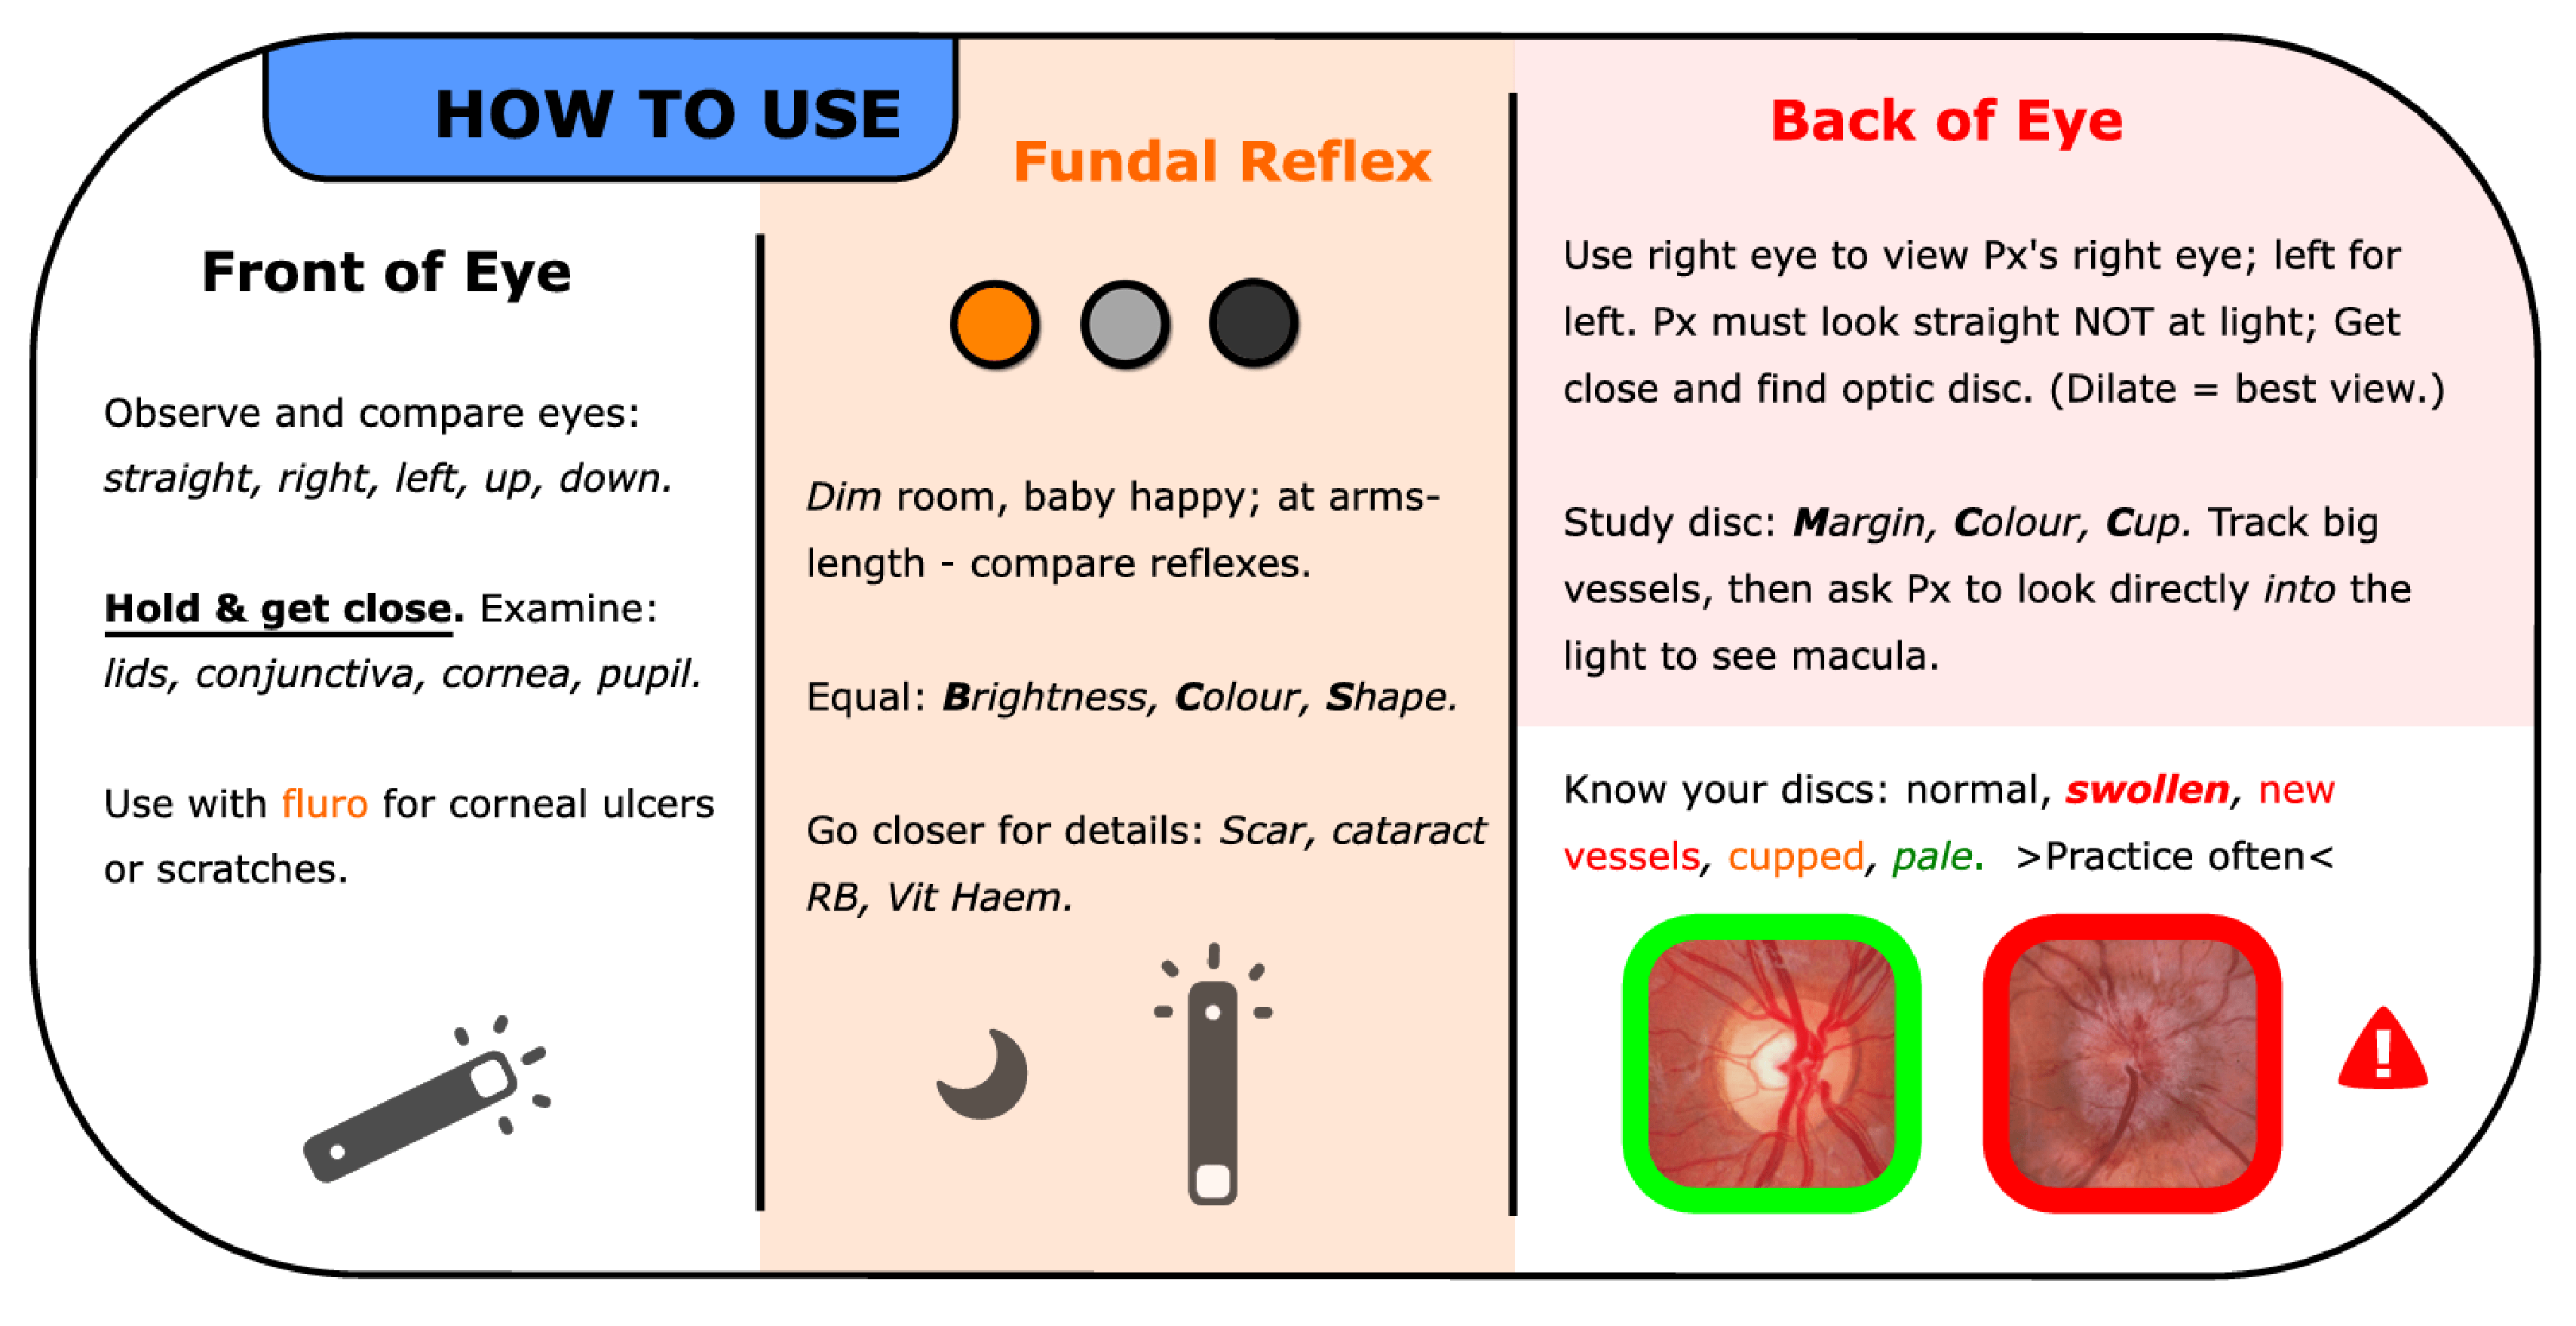 HOW TO USE
Front of Eye
Observe and compare eyes:
straight, right, left, up, down.
Hold & get close. Examine:
lids, conjunctiva, cornea, pupil.
Use with fluro for corneal ulcers
or scratches.
Fundal Reflex
Dim room, baby happy; at arms-
length - compare reflexes.
Equal: Brightness, Colour, Shape.
Go closer for details: Scar, cataract
RB, Vit Haem.
Back of Eye
Use right eye to view Px's right eye; left for
left. Px must look straight NOT at light; Get
close and find optic disc. (Dilate = best view.)
Study disc: Margin, Colour, Cup. Track big
vessels, then ask Px to look directly into the
light to see macula.
Know your discs: normal, swollen, new
vessels, cupped, pale. >Practice often<
!